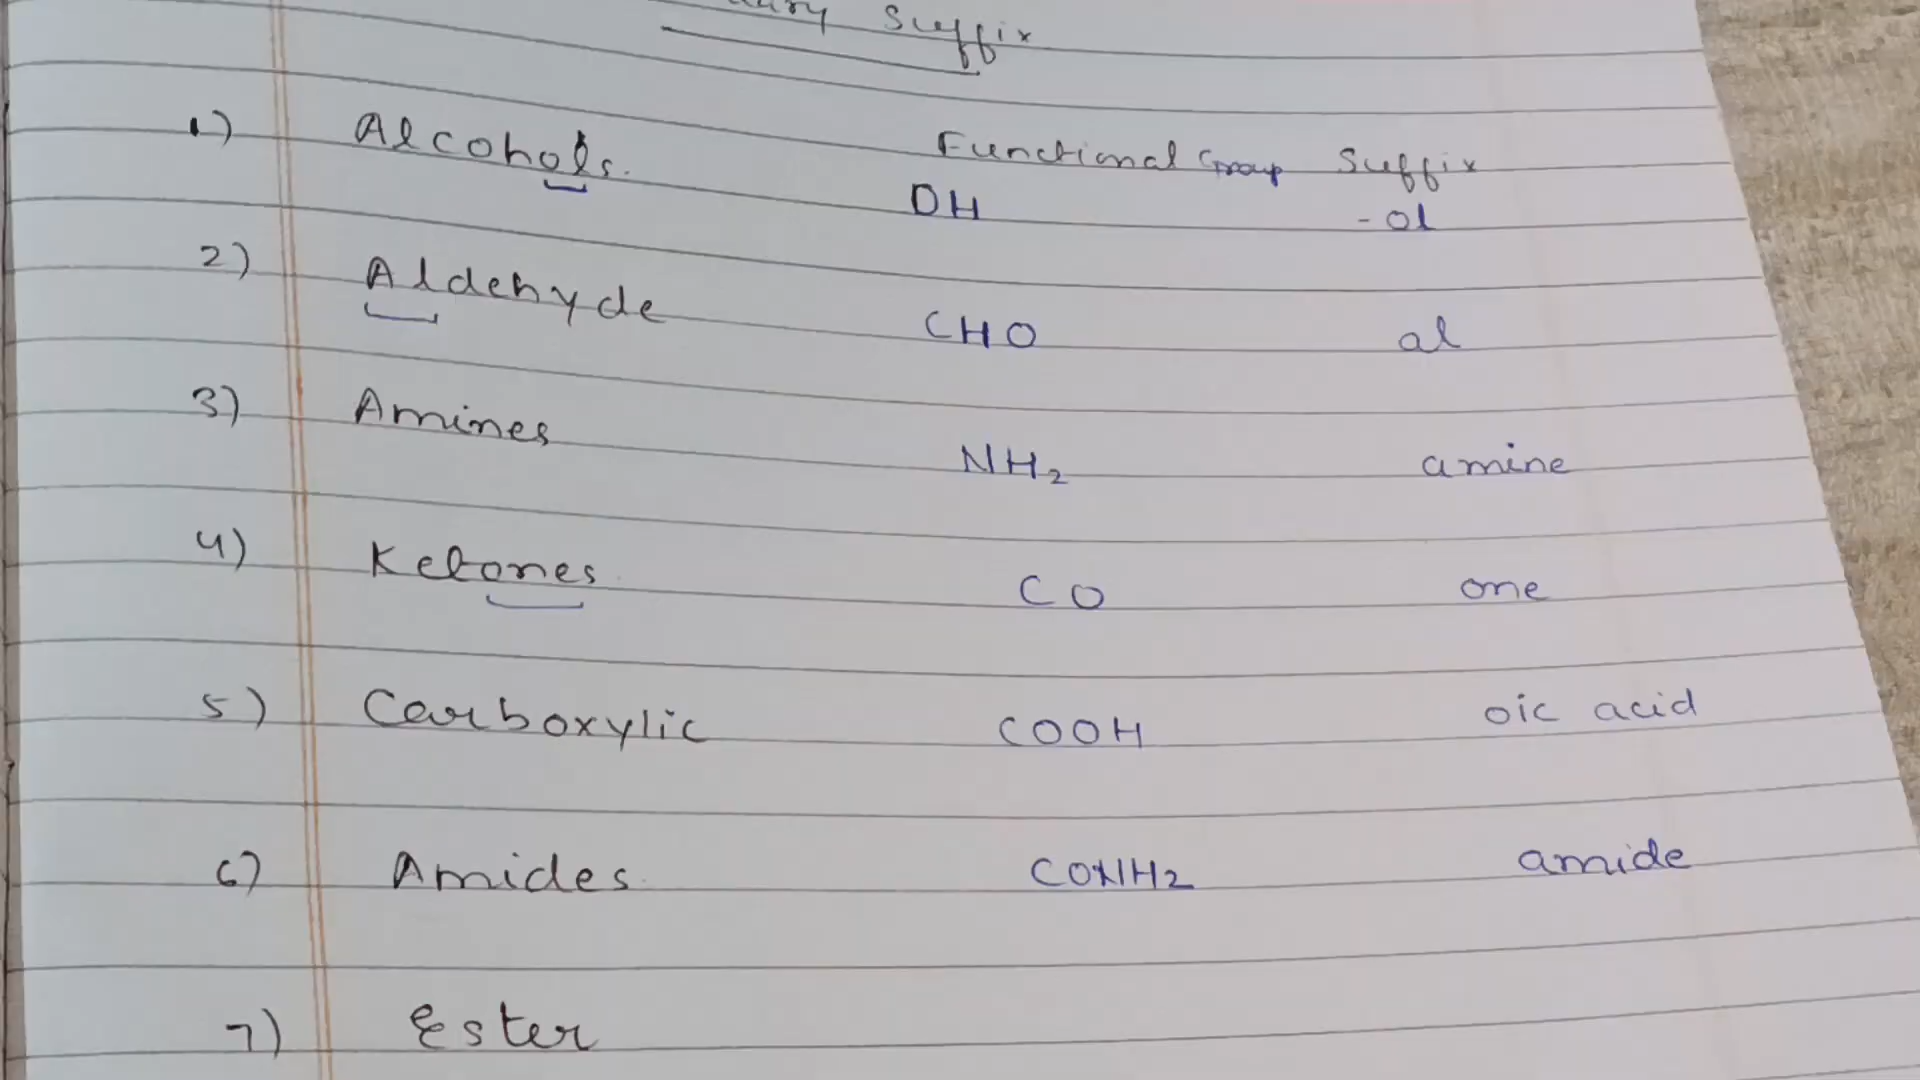 Suffix
1) Alcohols. Functional Group Suffix
OH -ol
2) Aldehyde CHO al
3) Amines NH2 amine
4) Ketones CO one
5) Carboxylic COOH oic acid
6) Amides CONH2 amide
7) Ester